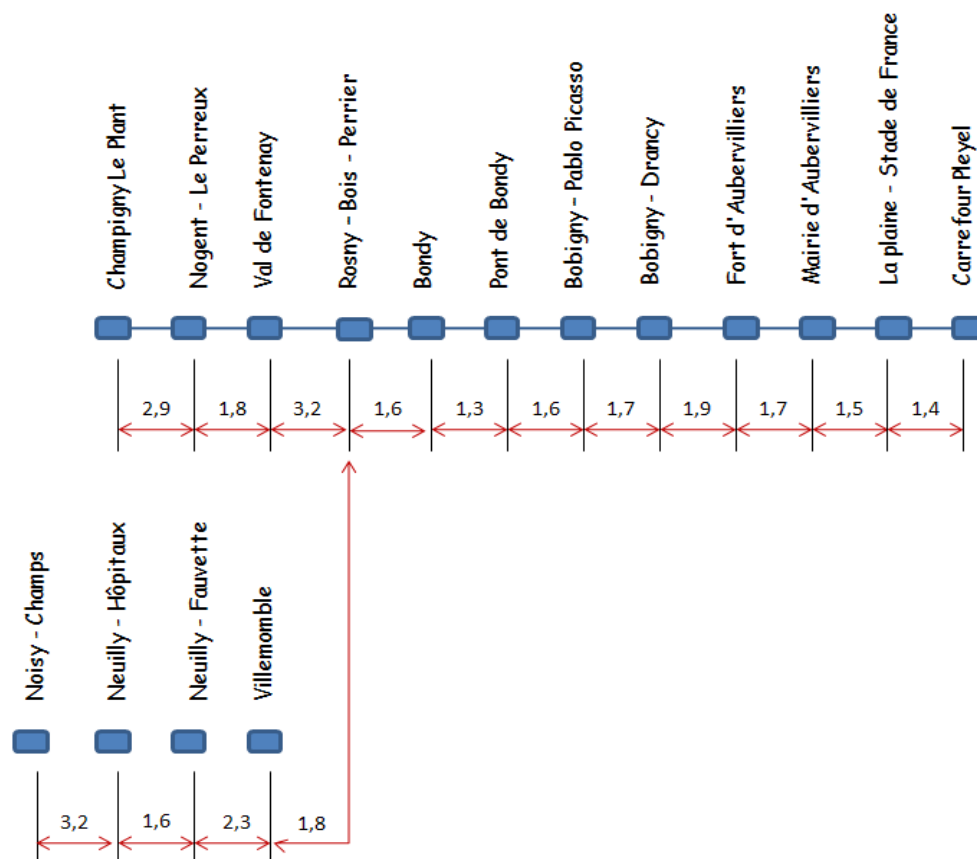 Champigny Le Plant
Nogent - Le Perreux
Val de Fontenay
Rosny - Bois - Perrier
Bondy
Pont de Bondy
Bobigny - Pablo Picasso
Bobigny - Drancy
Fort d' Aubervilliers
Mairie d' Aubervilliers
La plaine - Stade de France
Carrefour Pleyel
2,9
1,8
3,2
1,6
1,3
1,6
1,7
1,9
1,7
1,5
1,4
Noisy - Champs
Neuilly - Hôpitaux
Neuilly - Fauvette
Villemomble
3,2
1,6
2,3
1,8